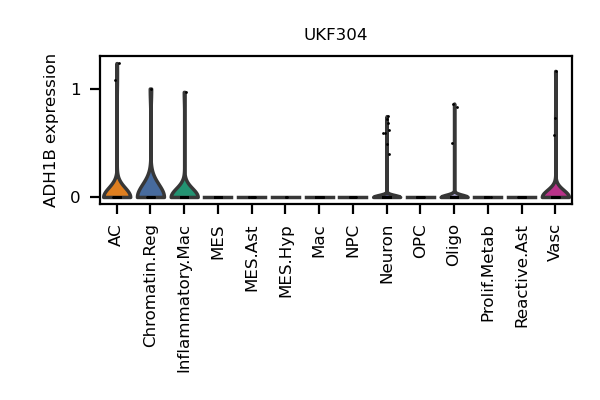 UKF304
ADH1B expression
1
0
AC
Chromatin.Reg
Inflammatory.Mac
MES
MES.Ast
MES.Hyp
Mac
NPC
Neuron
OPC
Oligo
Prolif.Metab
Reactive.Ast
Vasc